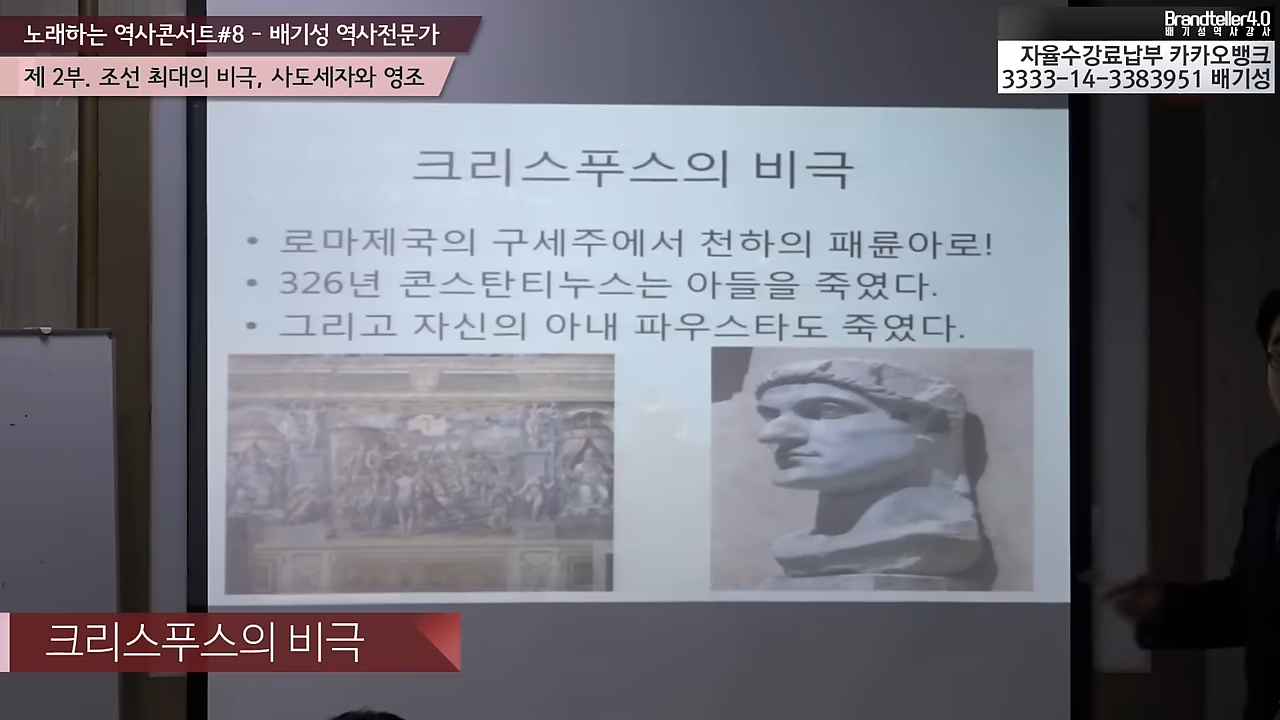 노래하는 역사콘서트#8 - 배기성 역사전문가
제 2부. 조선 최대의 비극, 사도세자와 영조
Brandteller4.0
배기성역사강사
자율수강료납부 카카오뱅크
3333-14-3383951 배기성
크리스푸스의 비극
• 로마제국의 구세주에서 천하의 패륜아로!
• 326년 콘스탄티누스는 아들을 죽였다.
• 그리고 자신의 아내 파우스타도 죽였다.
크리스푸스의 비극